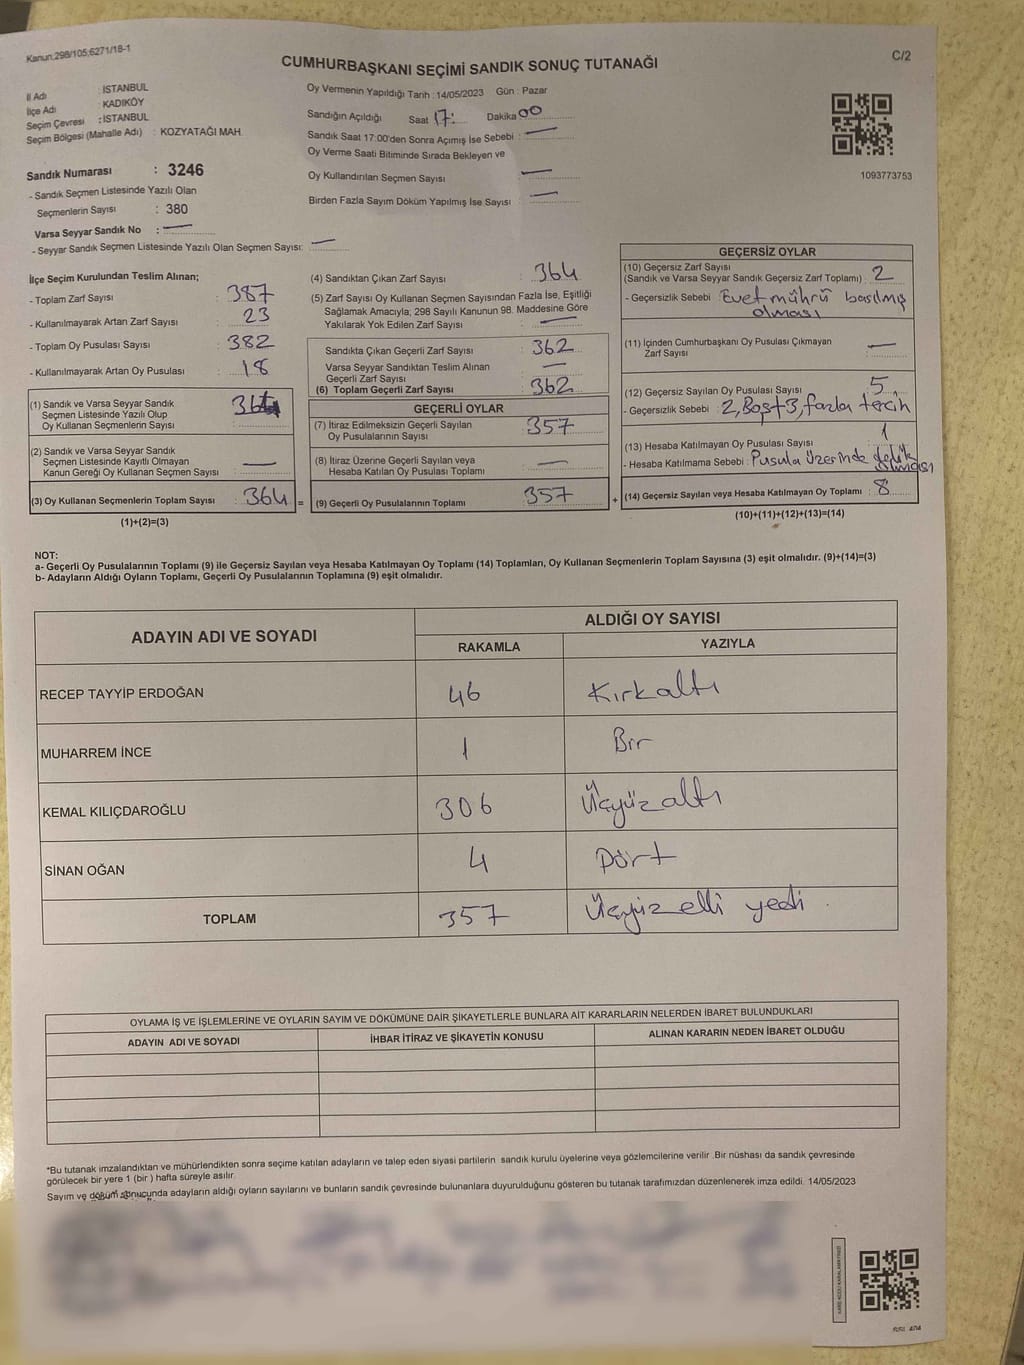 Kanun:298/105;6271/18-1
C/2
CUMHURBAŞKANI SEÇİMİ SANDIK SONUÇ TUTANAĞI
İl Adı : İSTANBUL
İlçe Adı : KADIKÖY
Seçim Çevresi : İSTANBUL
Seçim Bölgesi (Mahalle Adı) : KOZYATAĞI MAH.
Sandık Numarası : 3246
- Sandık Seçmen Listesinde Yazılı Olan
Seçmenlerin Sayısı : 380
Varsa Seyyar Sandık No : —
- Seyyar Sandık Seçmen Listesinde Yazılı Olan Seçmen Sayısı: —
Oy Vermenin Yapıldığı Tarih : 14/05/2023 Gün : Pazar
Sandığın Açıldığı Saat 17: Dakika 00
Sandık Saat 17:00'den Sonra Açımış İse Sebebi : —
Oy Verme Saati Bitiminde Sırada Bekleyen ve
Oy Kullandırılan Seçmen Sayısı : —
Birden Fazla Sayım Döküm Yapılmış İse Sayısı : —
1093773753
İlçe Seçim Kurulundan Teslim Alınan;
- Toplam Zarf Sayısı : 387
- Kullanılmayarak Artan Zarf Sayısı : 23
- Toplam Oy Pusulası Sayısı : 382
- Kullanılmayarak Artan Oy Pusulası : 18
(1) Sandık ve Varsa Seyyar Sandık
Seçmen Listesinde Yazılı Olup
Oy Kullanan Seçmenlerin Sayısı : 364
(2) Sandık ve Varsa Seyyar Sandık
Seçmen Listesinde Kayıtlı Olmayan
Kanun Gereği Oy Kullanan Seçmen Sayısı : —
(3) Oy Kullanan Seçmenlerin Toplam Sayısı : 364 =
(1)+(2)=(3)
(4) Sandıktan Çıkan Zarf Sayısı : 364
(5) Zarf Sayısı Oy Kullanan Seçmen Sayısından Fazla İse, Eşitliği
Sağlamak Amacıyla; 298 Sayılı Kanunun 98. Maddesine Göre
Yakılarak Yok Edilen Zarf Sayısı : —
Sandıkta Çıkan Geçerli Zarf Sayısı : 362
Varsa Seyyar Sandıktan Teslim Alınan
Geçerli Zarf Sayısı : —
(6) Toplam Geçerli Zarf Sayısı : 362
GEÇERLİ OYLAR
(7) İtiraz Edilmeksizin Geçerli Sayılan
Oy Pusulalarının Sayısı : 357
(8) İtiraz Üzerine Geçerli Sayılan veya
Hesaba Katılan Oy Pusulası Toplamı : —
(9) Geçerli Oy Pusulalarının Toplamı : 357 +
GEÇERSİZ OYLAR
(10) Geçersiz Zarf Sayısı
(Sandık ve Varsa Seyyar Sandık Geçersiz Zarf Toplamı) : 2
- Geçersizlik Sebebi : Evet mührü basılmış
olması
(11) İçinden Cumhurbaşkanı Oy Pusulası Çıkmayan
Zarf Sayısı : —
(12) Geçersiz Sayılan Oy Pusulası Sayısı : 5
- Geçersizlik Sebebi : 2, Boş+3, fazla tercih
(13) Hesaba Katılmayan Oy Pusulası Sayısı : 1
- Hesaba Katılmama Sebebi : Pusula üzerinde delik
olması
(14) Geçersiz Sayılan veya Hesaba Katılmayan Oy Toplamı : 8
(10)+(11)+(12)+(13)=(14)
NOT:
a- Geçerli Oy Pusulalarının Toplamı (9) ile Geçersiz Sayılan veya Hesaba Katılmayan Oy Toplamı (14) Toplamları, Oy Kullanan Seçmenlerin Toplam Sayısına (3) eşit olmalıdır. (9)+(14)=(3)
b- Adayların Aldığı Oyların Toplamı, Geçerli Oy Pusulalarının Toplamına (9) eşit olmalıdır.
ADAYIN ADI VE SOYADI
ALDIĞI OY SAYISI
RAKAMLA YAZIYLA
RECEP TAYYİP ERDOĞAN 46 Kırkaltı
MUHARREM İNCE 1 Bir
KEMAL KILIÇDAROĞLU 306 Üçyüzaltı
SİNAN OĞAN 4 Dört
TOPLAM 357 Üçyüzelli yedi.
OYLAMA İŞ VE İŞLEMLERİNE VE OYLARIN SAYIM VE DÖKÜMÜNE DAİR ŞİKAYETLERLE BUNLARA AİT KARARLARIN NELERDEN İBARET BULUNDUKLARI
ADAYIN ADI VE SOYADI İHBAR İTİRAZ VE ŞİKAYETİN KONUSU ALINAN KARARIN NEDEN İBARET OLDUĞU
*Bu tutanak imzalandıktan ve mühürlendikten sonra seçime katılan adayların ve talep eden siyasi partilerin sandık kurulu üyelerine veya gözlemcilerine verilir .Bir nüshası da sandık çevresinde
görülecek bir yere 1 (bir ) hafta süreyle asılır.
Sayım ve döküm sonucunda adayların aldığı oyların sayılarını ve bunların sandık çevresinde bulunanlara duyurulduğunu gösteren bu tutanak tarafımızdan düzenlenerek imza edildi. 14/05/2023